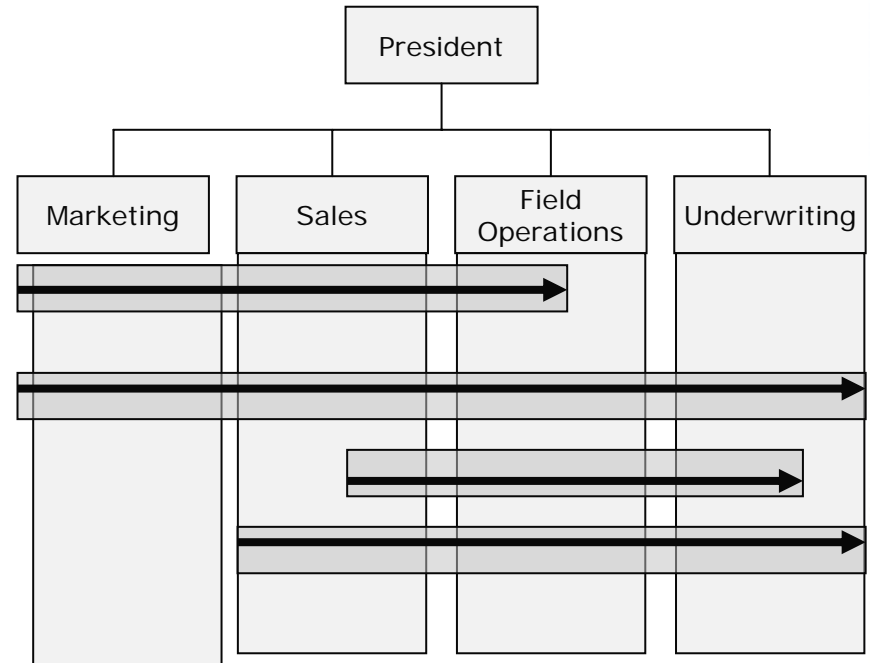 President
Marketing
Sales
Field
Operations
Underwriting